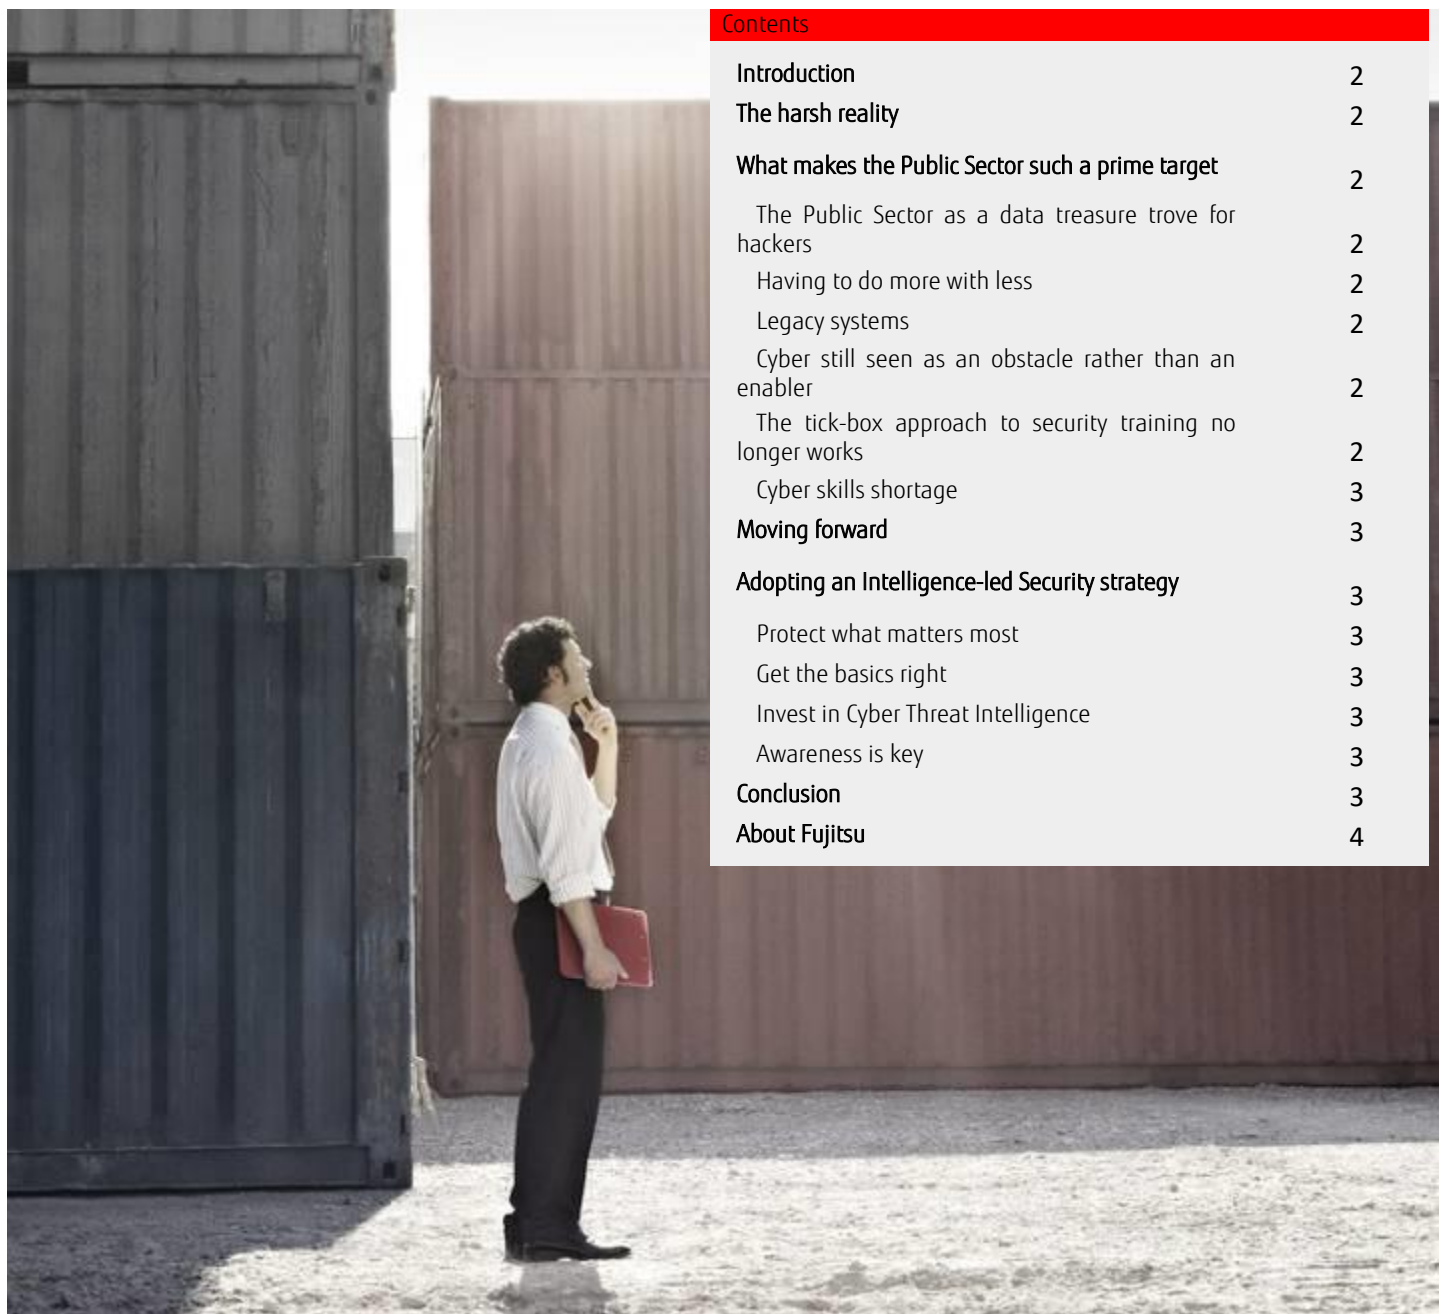 Contents
Introduction 2
The harsh reality 2
What makes the Public Sector such a prime target 2
The Public Sector as a data treasure trove for
hackers 2
Having to do more with less 2
Legacy systems 2
Cyber still seen as an obstacle rather than an
enabler 2
The tick-box approach to security training no
longer works 2
Cyber skills shortage 3
Moving forward 3
Adopting an Intelligence-led Security strategy 3
Protect what matters most 3
Get the basics right 3
Invest in Cyber Threat Intelligence 3
Awareness is key 3
Conclusion 3
About Fujitsu 4